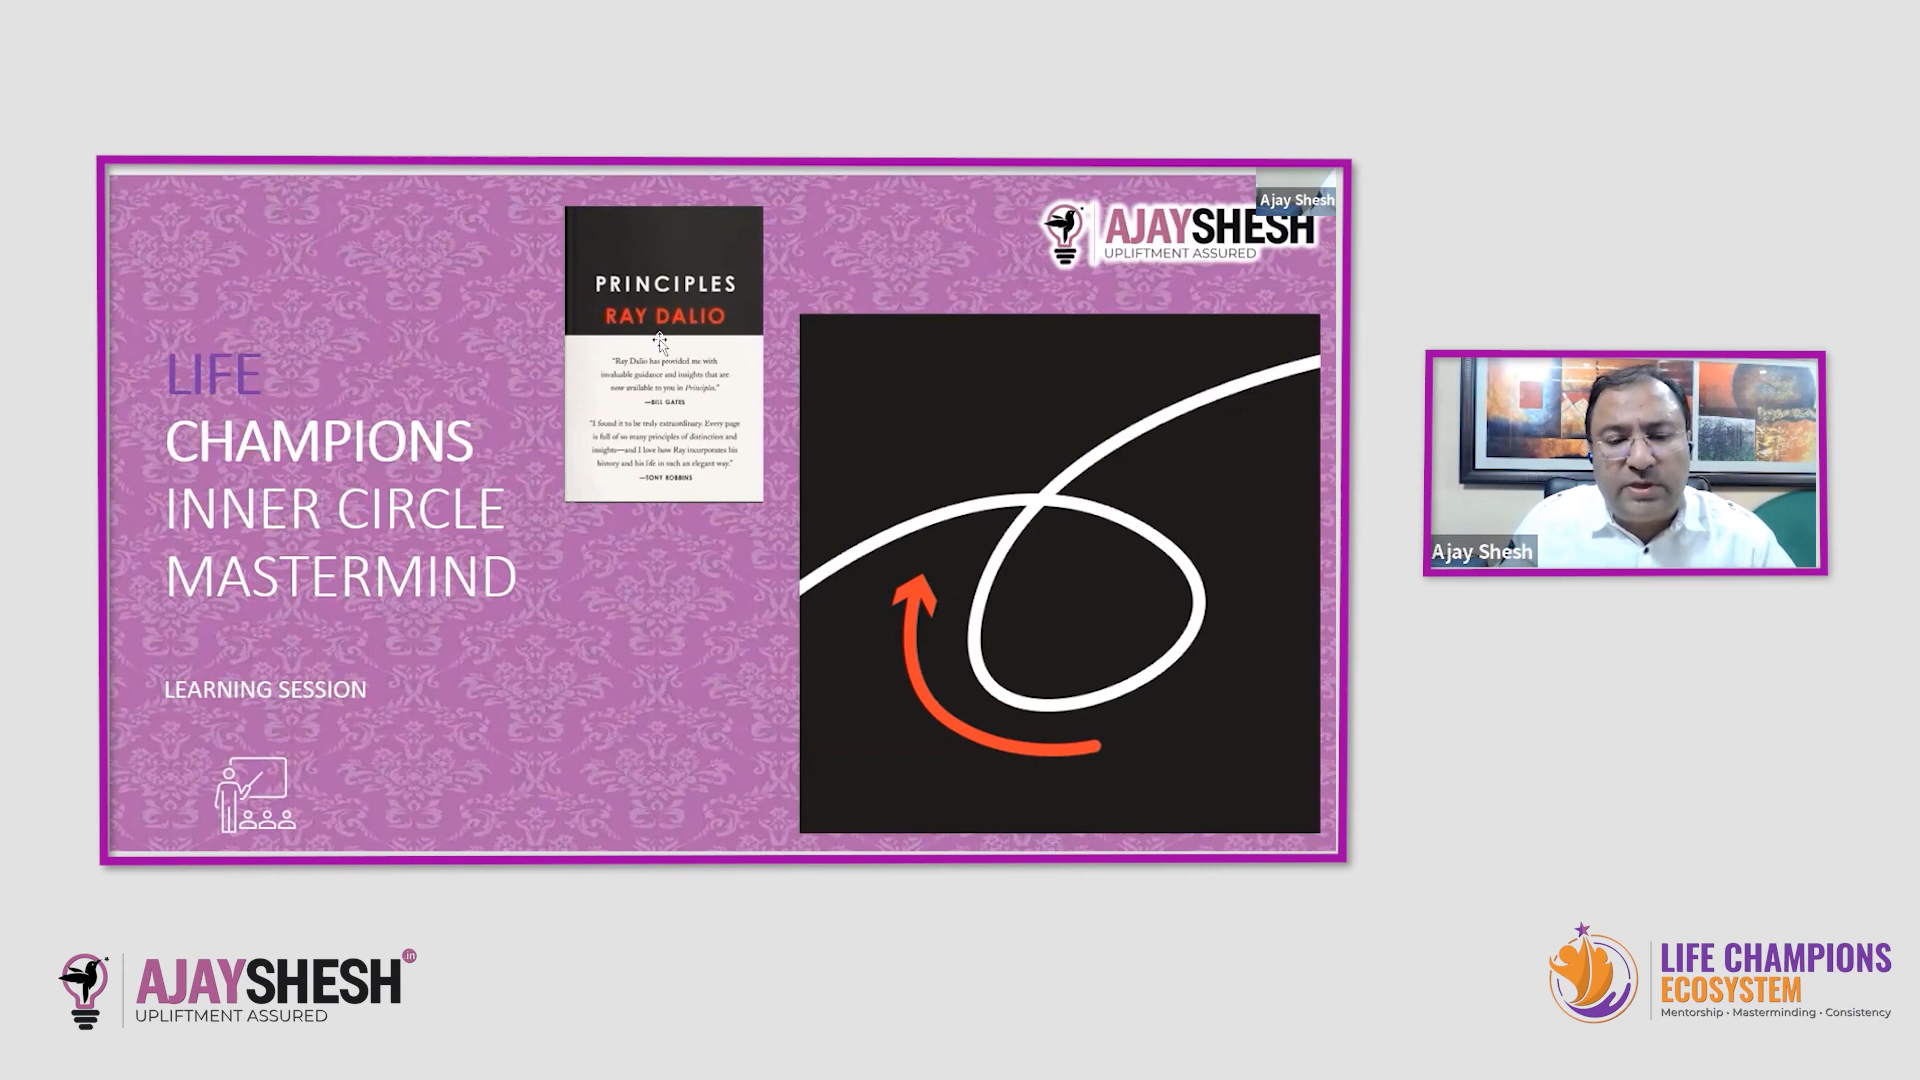 LIFE
CHAMPIONS
INNER CIRCLE
MASTERMIND
LEARNING SESSION
PRINCIPLES
RAY DALIO
"Ray Dalio has provided me with
invaluable guidance and insights that are
now available to you in Principles."
—BILL GATES
"I found it to be truly extraordinary. Every page
is full of so many principles of distinction and
insights—and I love how Ray incorporates his
history and his life in such an elegant way."
—TONY ROBBINS
Ajay Shesh
AJAYSHESH
UPLIFTMENT ASSURED
Ajay Shesh
AJAYSHESH.in
UPLIFTMENT ASSURED
LIFE CHAMPIONS
ECOSYSTEM
Mentorship • Masterminding • Consistency